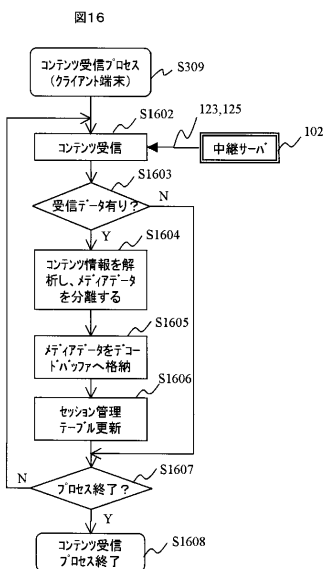 図16
コンテンツ受信プロセス
(クライアント端末)
S309
S1602
123,125
コンテンツ受信
中継サーバ
102
S1603
受信データ有り?
N
Y
S1604
コンテンツ情報を解
析し、メディアデータ
を分離する
S1605
メディアデータをデコー
ドバッファへ格納
S1606
セッション管理
テーブル更新
S1607
N
プロセス終了?
Y
S1608
コンテンツ受信
プロセス終了